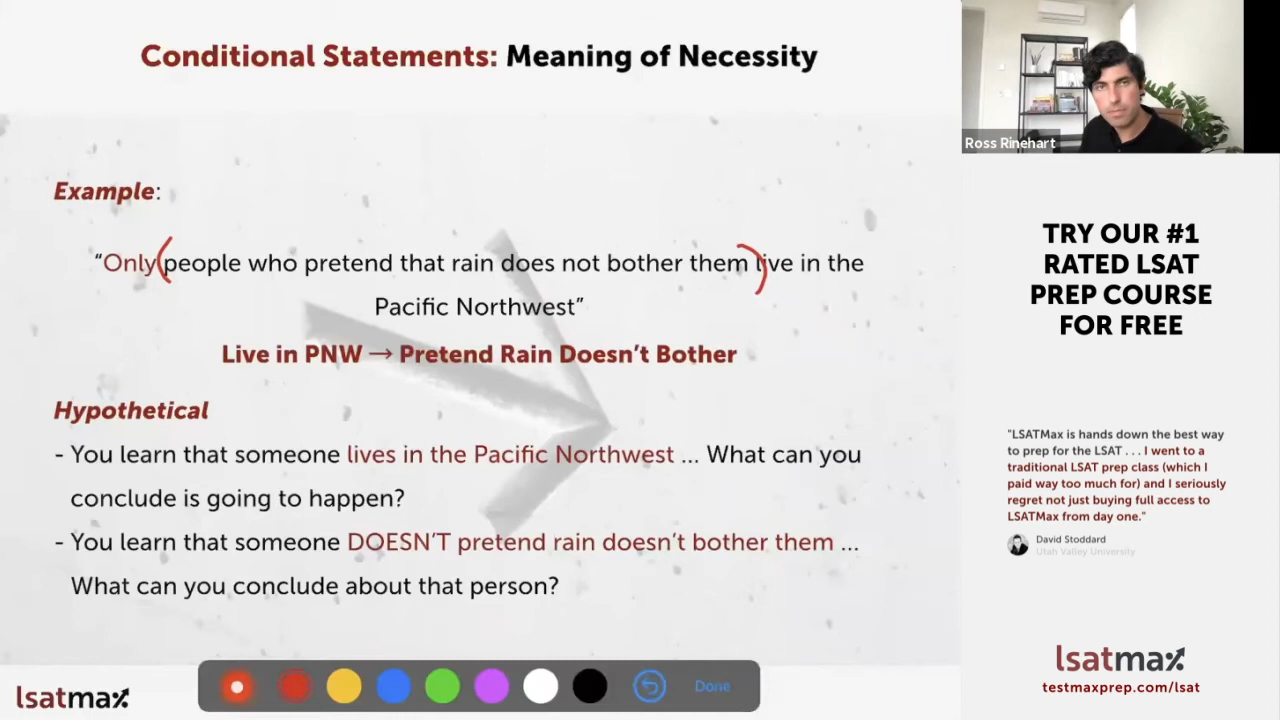 Conditional Statements: Meaning of Necessity
Example:
“Only people who pretend that rain does not bother them live in the
Pacific Northwest”
Live in PNW → Pretend Rain Doesn’t Bother
Hypothetical
- You learn that someone lives in the Pacific Northwest ... What can you
conclude is going to happen?
- You learn that someone DOESN’T pretend rain doesn’t bother them ...
What can you conclude about that person?
lsatmax
Done
Ross Rinehart
TRY OUR #1
RATED LSAT
PREP COURSE
FOR FREE
"LSATMax is hands down the best way
to prep for the LSAT . . . I went to a
traditional LSAT prep class (which I
paid way too much for) and I seriously
regret not just buying full access to
LSATMax from day one."
David Stoddard
Utah Valley University
lsatmax
testmaxprep.com/lsat